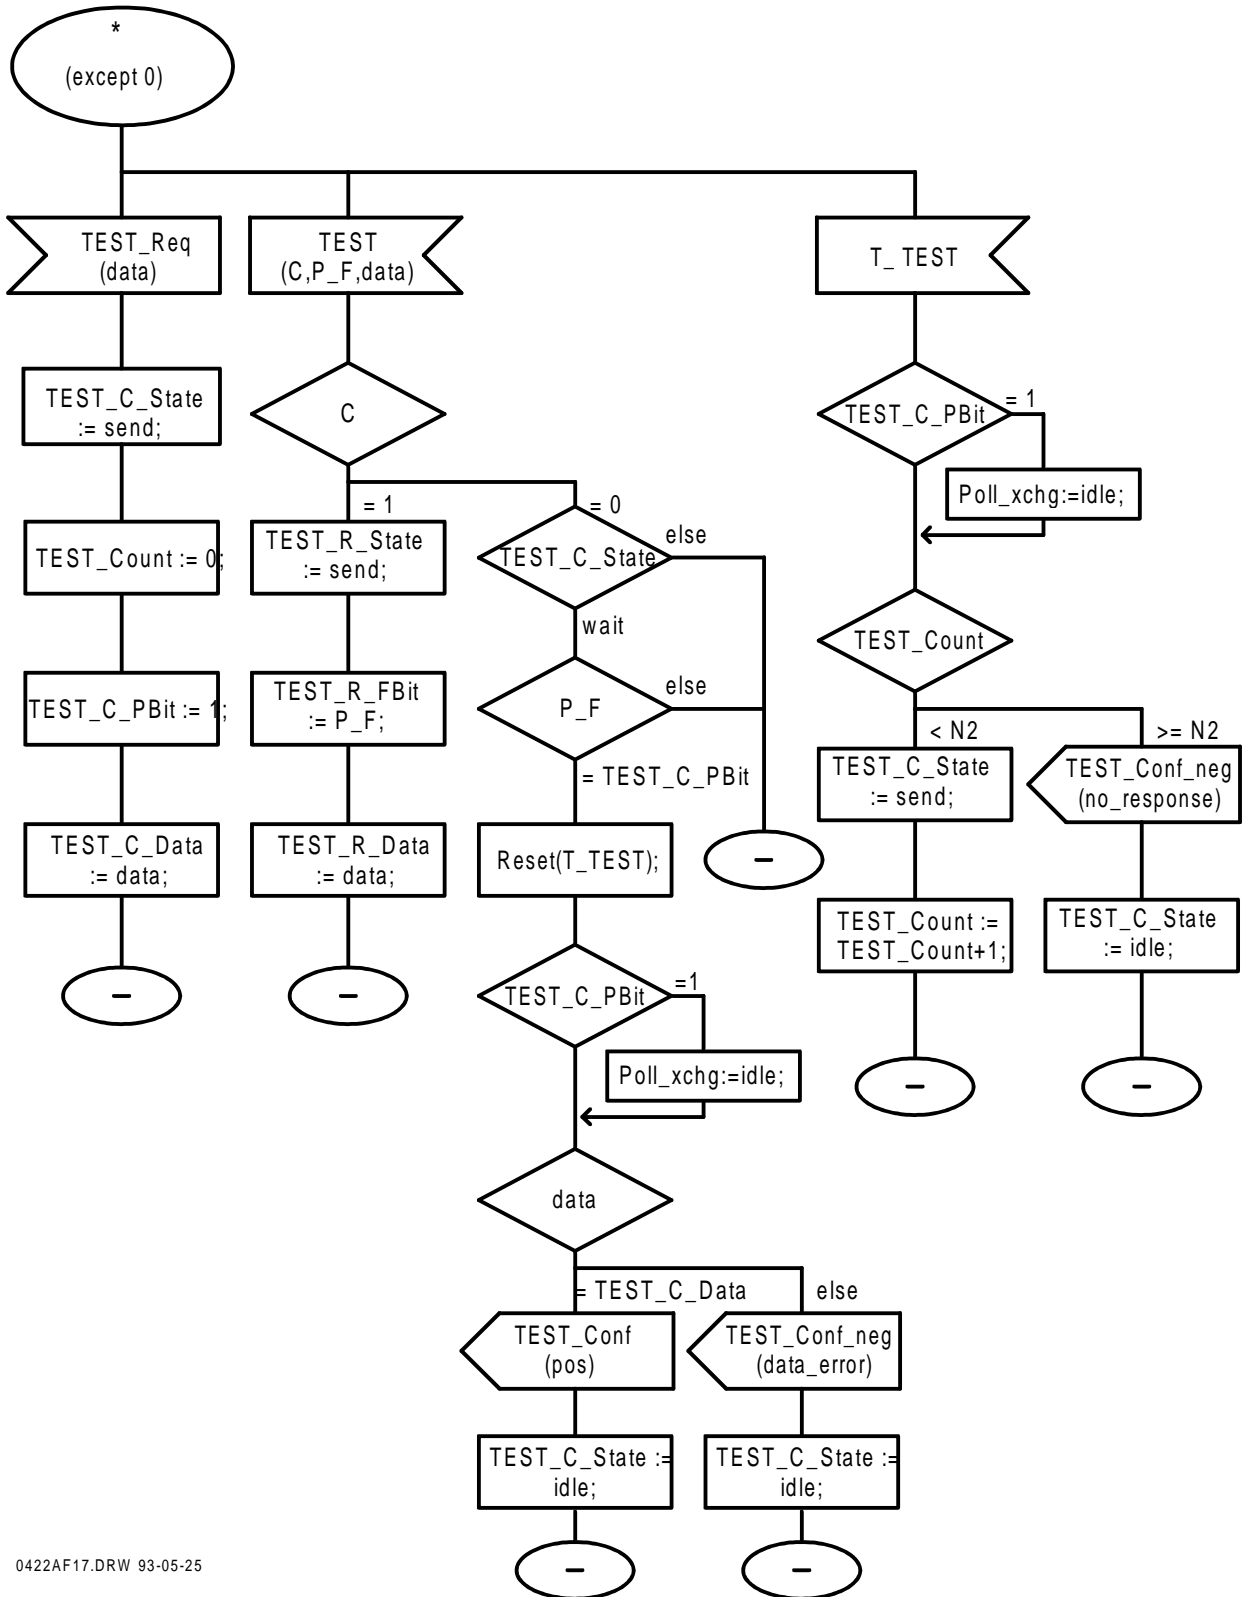 *
(except 0)
TEST_Req
(data)
TEST
(C,P_F,data)
T_ TEST
TEST_C_State
:= send;
C
TEST_C_PBit
= 1
Poll_xchg:=idle;
TEST_Count := 0;
= 1
TEST_R_State
:= send;
= 0
TEST_C_State
else
wait
TEST_Count
TEST_C_PBit := 1;
TEST_R_FBit
:= P_F;
P_F
else
= TEST_C_PBit
< N2
TEST_C_State
:= send;
>= N2
TEST_Conf_neg
(no_response)
TEST_C_Data
:= data;
TEST_R_Data
:= data;
Reset(T_TEST);
–
TEST_Count :=
TEST_Count+1;
TEST_C_State
:= idle;
–
–
TEST_C_PBit
=1
Poll_xchg:=idle;
–
–
data
= TEST_C_Data
else
TEST_Conf
(pos)
TEST_Conf_neg
(data_error)
TEST_C_State :=
idle;
TEST_C_State :=
idle;
–
–
0422AF17.DRW 93-05-25